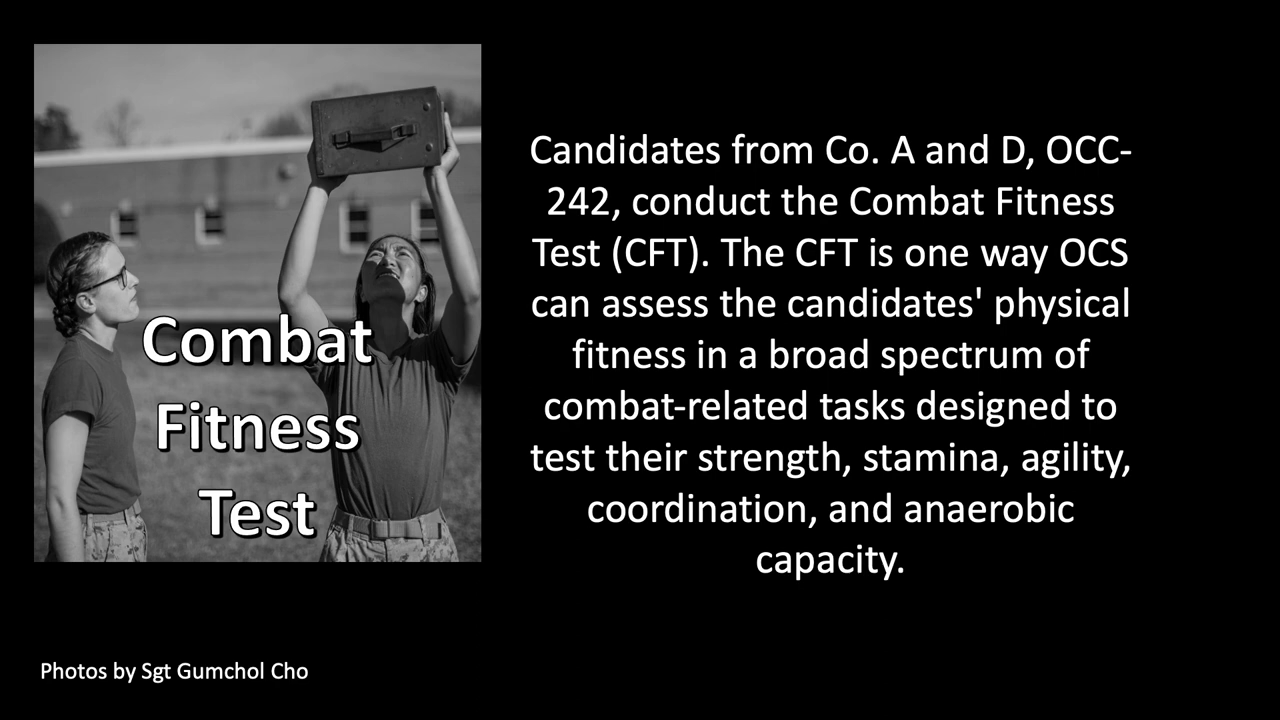 Combat
Fitness
Test
Candidates from Co. A and D, OCC-
242, conduct the Combat Fitness
Test (CFT). The CFT is one way OCS
can assess the candidates' physical
fitness in a broad spectrum of
combat-related tasks designed to
test their strength, stamina, agility,
coordination, and anaerobic
capacity.
Photos by Sgt Gumchol Cho